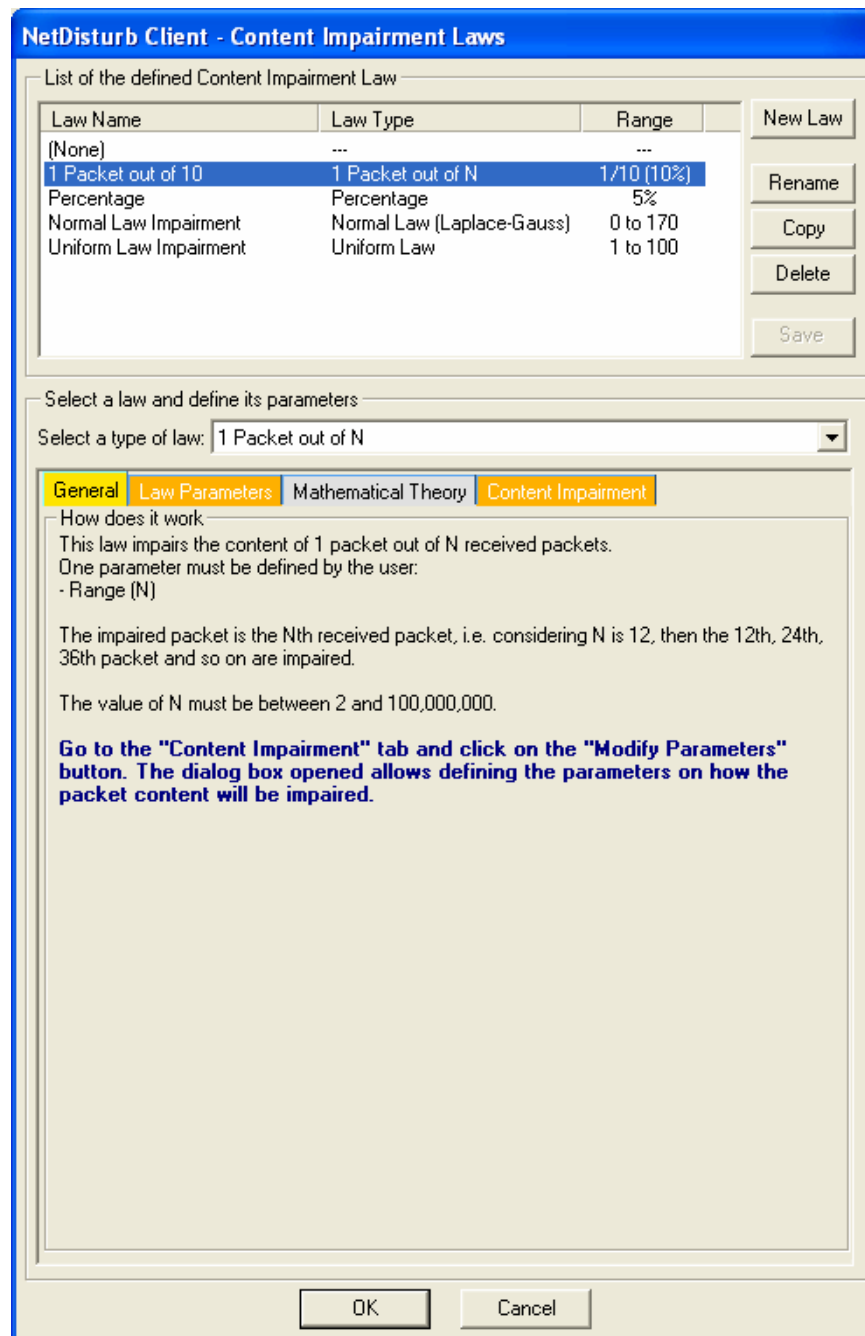 NetDisturb Client - Content Impairment Laws
List of the defined Content Impairment Law
Law Name Law Type Range
(None) --- ---
1 Packet out of 10 1 Packet out of N 1/10 (10%)
Percentage Percentage 5%
Normal Law Impairment Normal Law (Laplace-Gauss) 0 to 170
Uniform Law Impairment Uniform Law 1 to 100
New Law
Rename
Copy
Delete
Save
Select a law and define its parameters
Select a type of law: 1 Packet out of N
General Law Parameters Mathematical Theory Content Impairment
How does it work
This law impairs the content of 1 packet out of N received packets.
One parameter must be defined by the user:
- Range (N)
The impaired packet is the Nth received packet, i.e. considering N is 12, then the 12th, 24th,
36th packet and so on are impaired.
The value of N must be between 2 and 100,000,000.
Go to the "Content Impairment" tab and click on the "Modify Parameters"
button. The dialog box opened allows defining the parameters on how the
packet content will be impaired.
OK Cancel